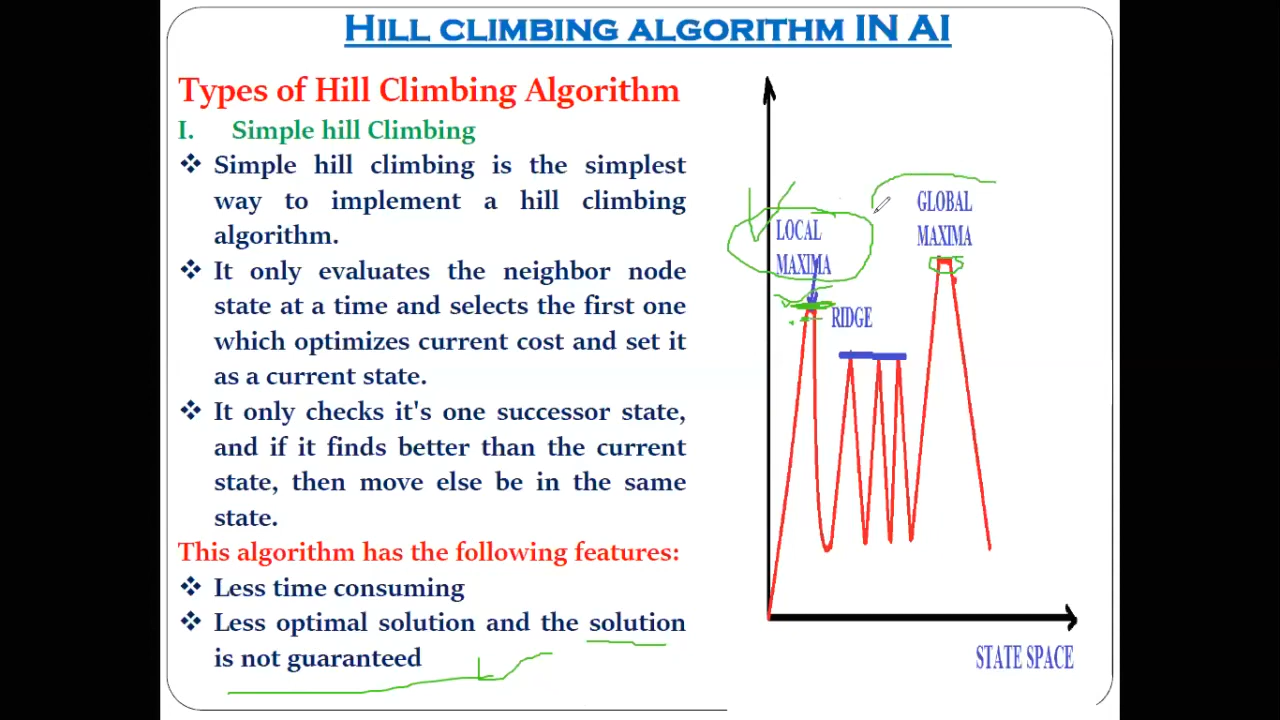 HILL CLIMBING ALGORITHM IN AI
Types of Hill Climbing Algorithm
I. Simple hill Climbing
❖ Simple hill climbing is the simplest
way to implement a hill climbing
algorithm.
❖ It only evaluates the neighbor node
state at a time and selects the first one
which optimizes current cost and set it
as a current state.
❖ It only checks it's one successor state,
and if it finds better than the current
state, then move else be in the same
state.
This algorithm has the following features:
❖ Less time consuming
❖ Less optimal solution and the solution
is not guaranteed
LOCAL
MAXIMA
RIDGE
GLOBAL
MAXIMA
STATE SPACE